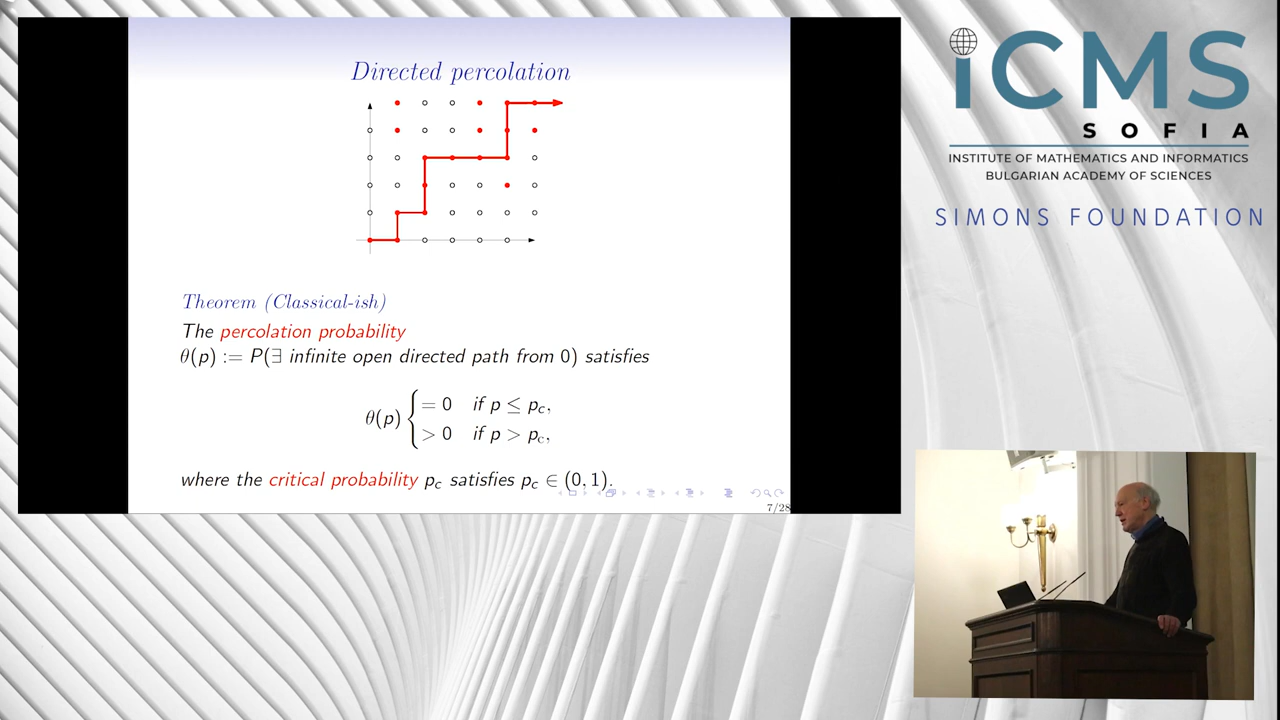 Directed percolation
Theorem (Classical-ish)
The percolation probability
θ(p) := P(∃ infinite open directed path from 0) satisfies
θ(p) { = 0 if p ≤ p_c,
> 0 if p > p_c,
where the critical probability p_c satisfies p_c ∈ (0, 1).
7/28
iCMS
SOFIA
INSTITUTE OF MATHEMATICS AND INFORMATICS
BULGARIAN ACADEMY OF SCIENCES
SIMONS FOUNDATION